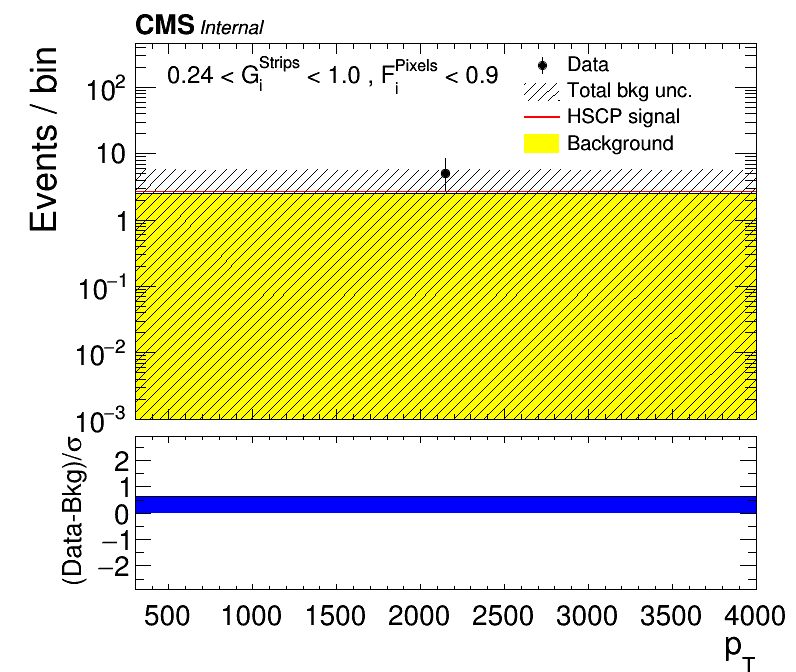 CMS Internal
Events / bin
0.24 < G_i^Strips < 1.0 , F_i^Pixels < 0.9
Data
Total bkg unc.
HSCP signal
Background
10²
10
1
10⁻¹
10⁻²
10⁻³
(Data-Bkg)/σ
2
1
0
−1
−2
500 1000 1500 2000 2500 3000 3500 4000
p_T